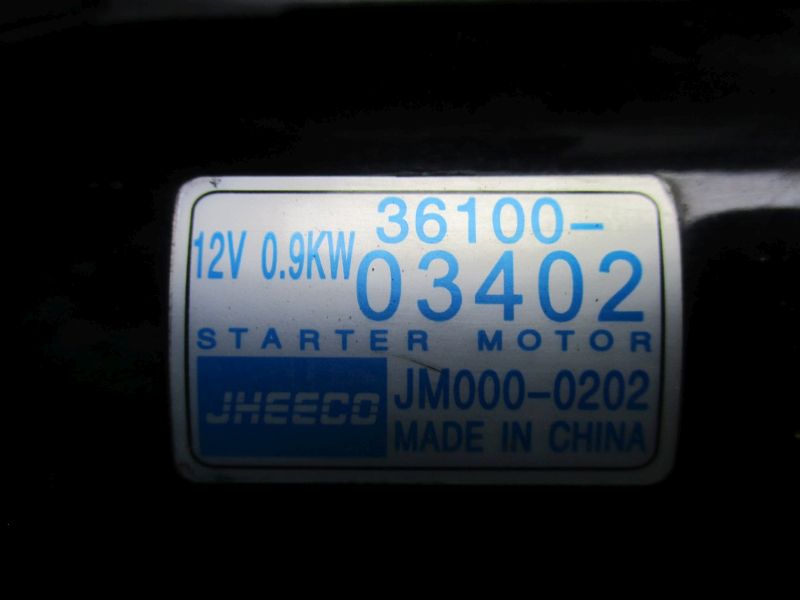 12V 0.9KW 36100-
03402
STARTER MOTOR
JHEECO JM000-0202
MADE IN CHINA